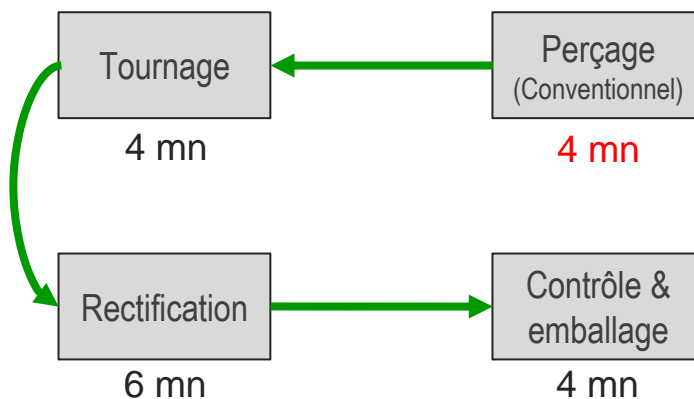 Tournage
4 mn
Perçage
(Conventionnel)
4 mn
Rectification
6 mn
Contrôle &
emballage
4 mn